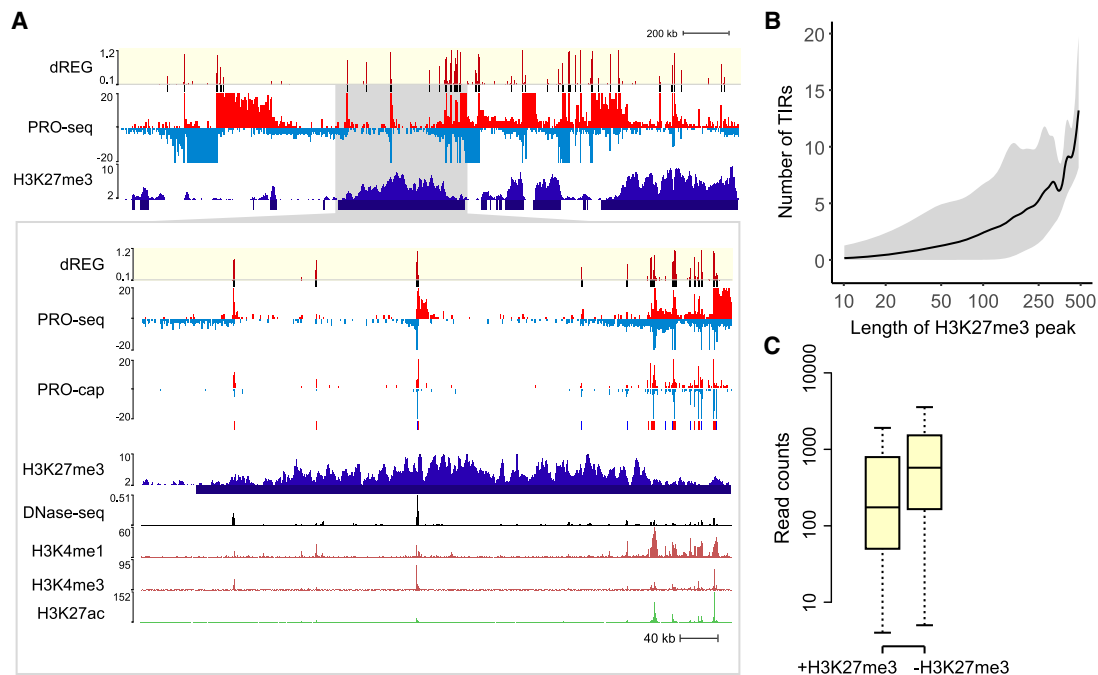 A
200 kb
dREG
1.2
0.1
PRO-seq
20
-20
H3K27me3
10
2
dREG
1.2
0.1
PRO-seq
20
-20
PRO-cap
20
-20
H3K27me3
10
2
DNase-seq
0.51
H3K4me1
60
H3K4me3
95
H3K27ac
152
40 kb
B
Number of TIRs
20
15
10
5
0
10 20 50 100 250 500
Length of H3K27me3 peak
C
Read counts
10000
1000
100
10
+H3K27me3 -H3K27me3